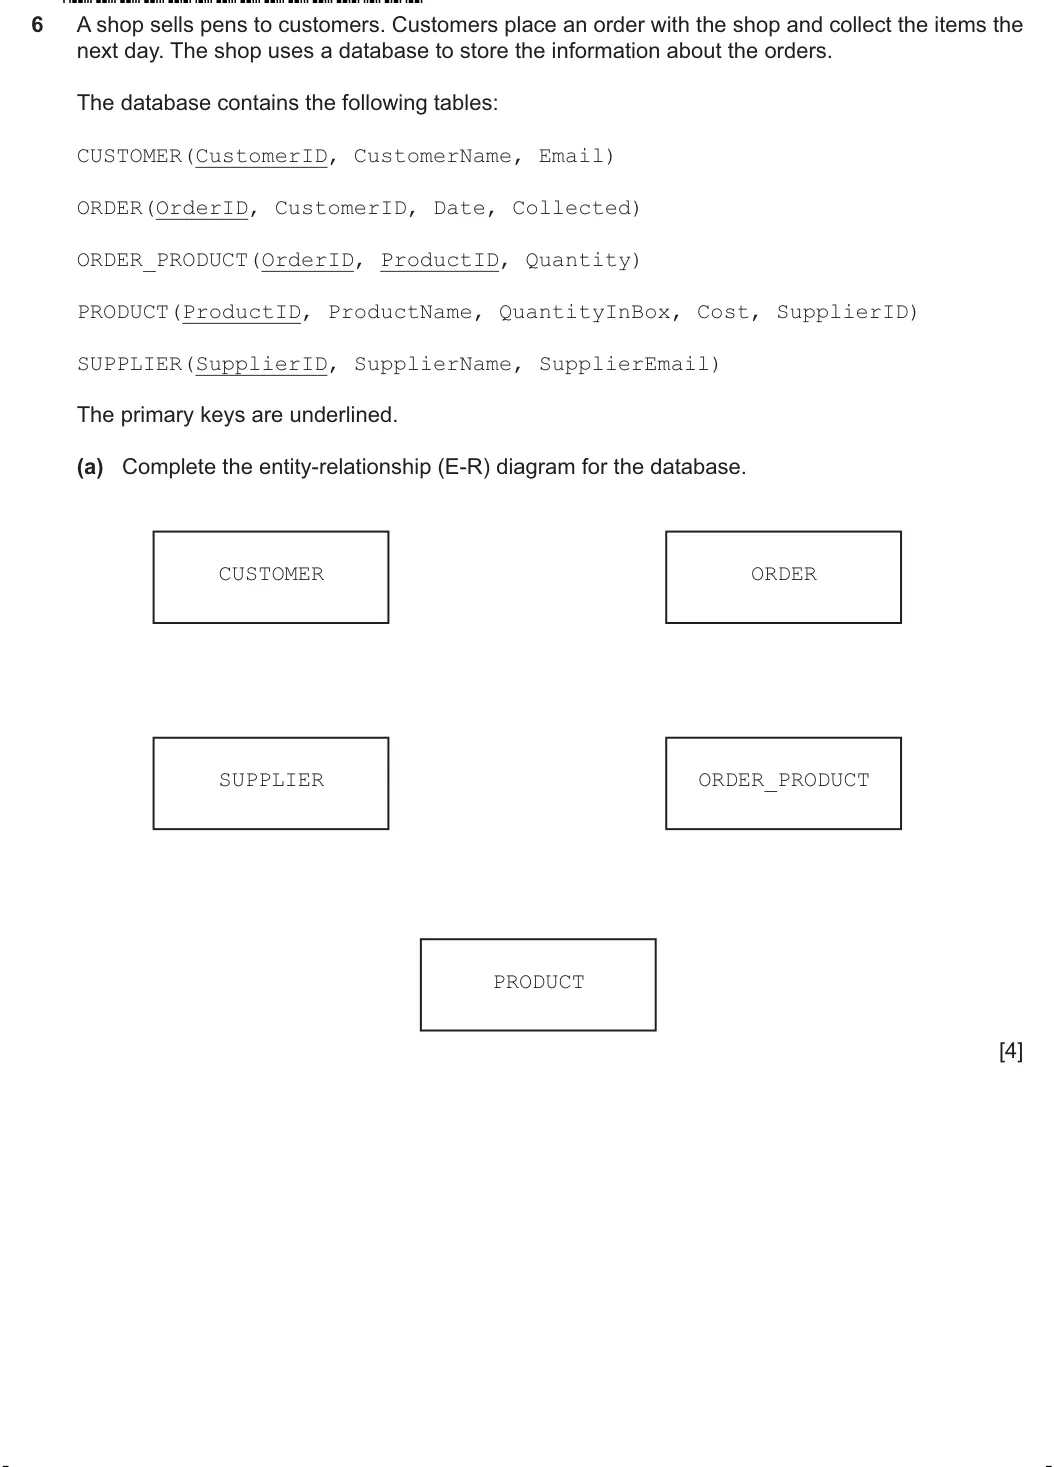 6 A shop sells pens to customers. Customers place an order with the shop and collect the items the
next day. The shop uses a database to store the information about the orders.
The database contains the following tables:
CUSTOMER(CustomerID, CustomerName, Email)
ORDER(OrderID, CustomerID, Date, Collected)
ORDER_PRODUCT(OrderID, ProductID, Quantity)
PRODUCT(ProductID, ProductName, QuantityInBox, Cost, SupplierID)
SUPPLIER(SupplierID, SupplierName, SupplierEmail)
The primary keys are underlined.
(a) Complete the entity-relationship (E-R) diagram for the database.
CUSTOMER
ORDER
SUPPLIER
ORDER_PRODUCT
PRODUCT
[4]